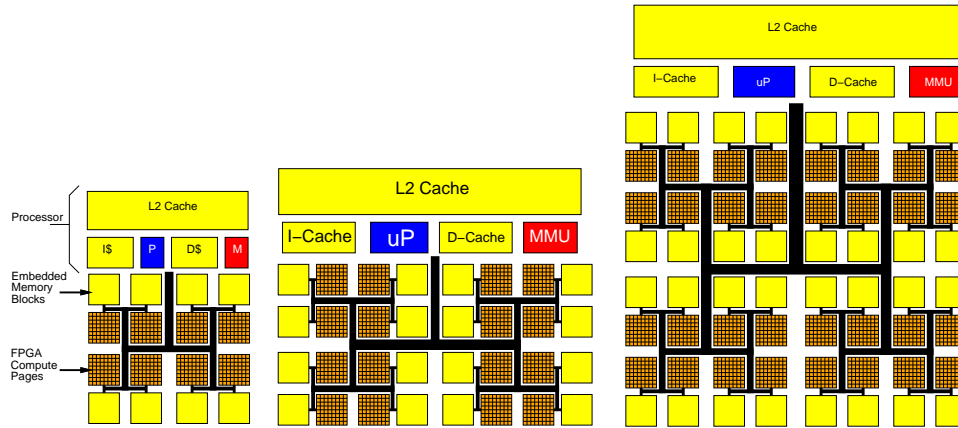 L2 Cache
I–Cache
uP
D–Cache
MMU
L2 Cache
I–Cache
uP
D–Cache
MMU
Processor
L2 Cache
I$
P
D$
M
Embedded
Memory
Blocks
FPGA
Compute
Pages